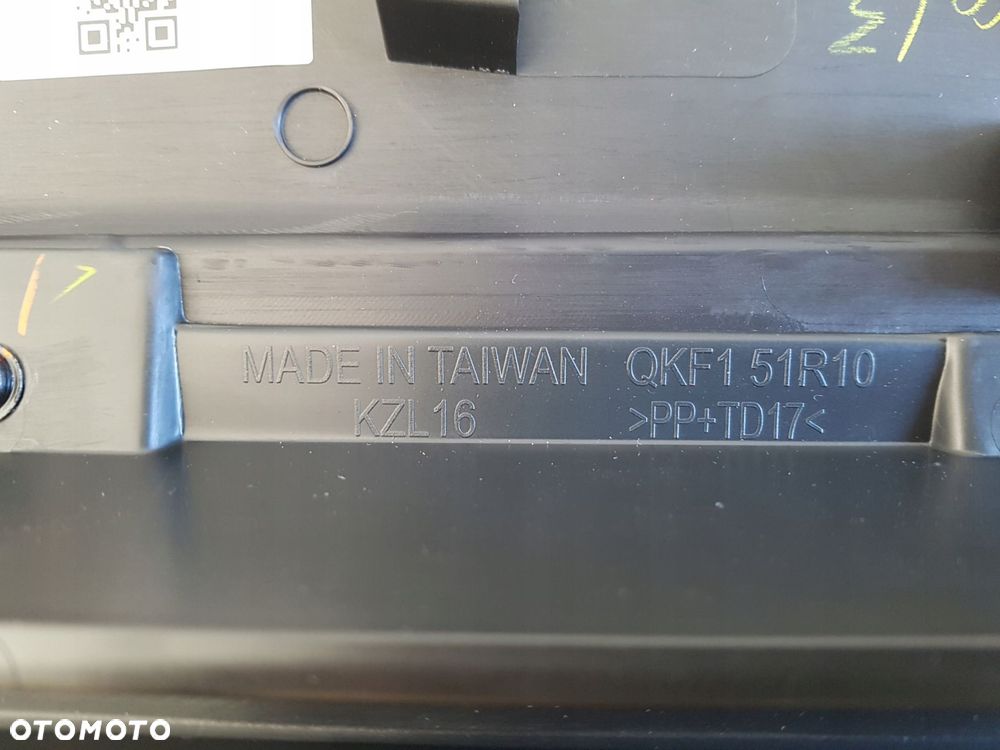 MADE IN TAIWAN QKF1 51R10
KZL16 >PP+TD17<
OTOMOTO